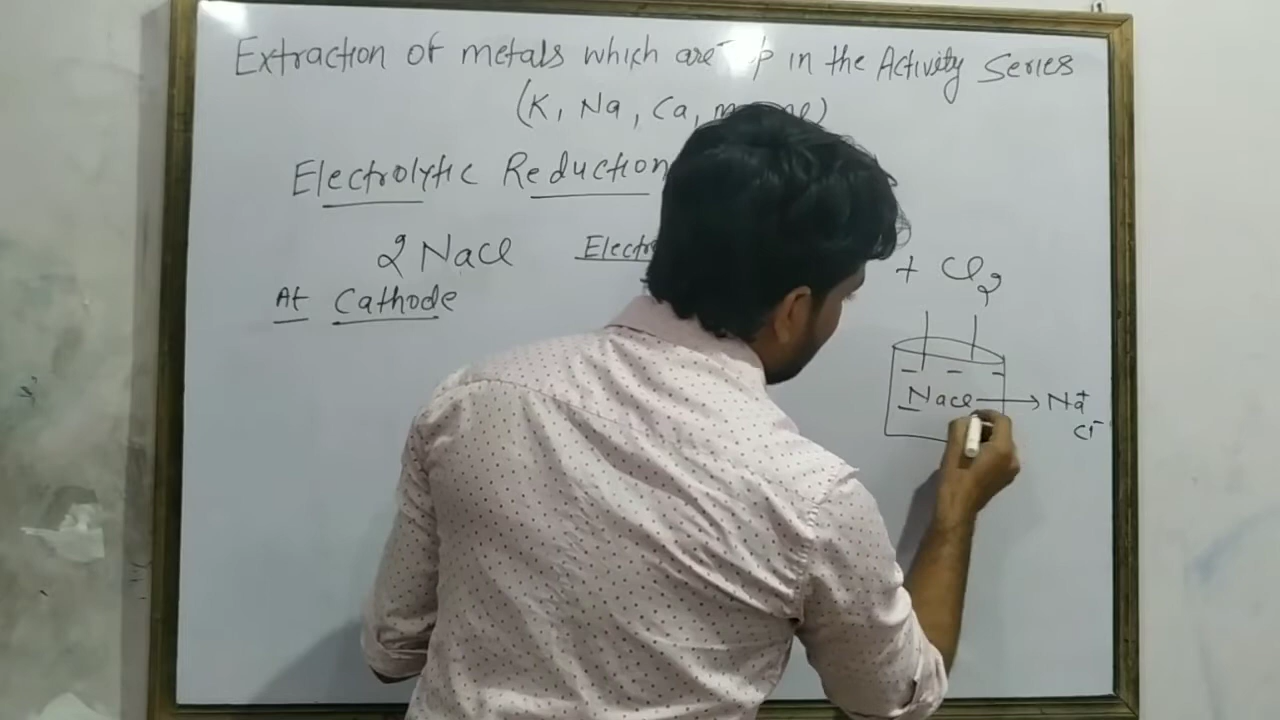 Extraction of metals which are in the Activity Series
(K, Na, Ca,
Electrolytic Reduction
2 NaCl + Cl2
At Cathode
NaCl → Na+
Cl-